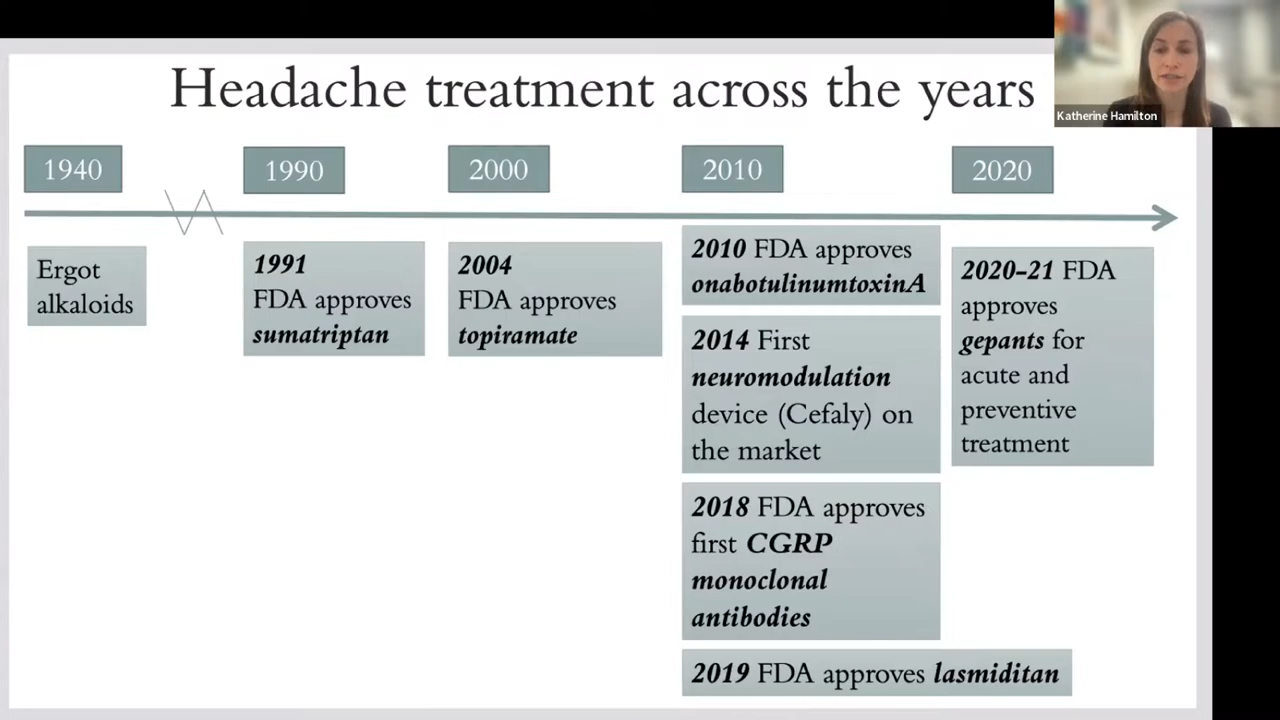 Headache treatment across the years
Katherine Hamilton
1940
1990
2000
2010
2020
Ergot
alkaloids
1991
FDA approves
sumatriptan
2004
FDA approves
topiramate
2010 FDA approves
onabotulinumtoxinA
2014 First
neuromodulation
device (Cefaly) on
the market
2018 FDA approves
first CGRP
monoclonal
antibodies
2019 FDA approves lasmiditan
2020–21 FDA
approves
gepants for
acute and
preventive
treatment